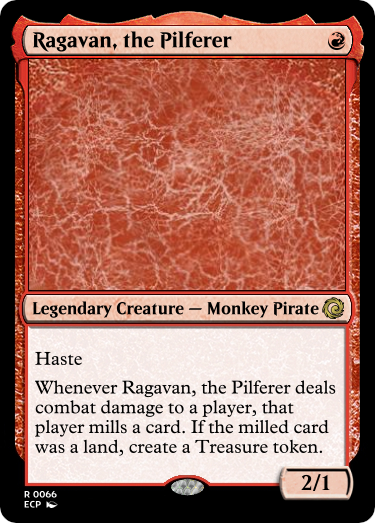 Ragavan, the Pilferer
Legendary Creature — Monkey Pirate
Haste
Whenever Ragavan, the Pilferer deals
combat damage to a player, that
player mills a card. If the milled card
was a land, create a Treasure token.
2/1
R 0066
ECP